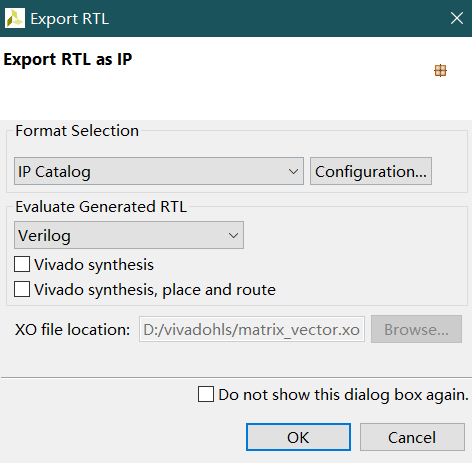 Export RTL
Export RTL as IP
Format Selection
IP Catalog
Configuration...
Evaluate Generated RTL
Verilog
Vivado synthesis
Vivado synthesis, place and route
XO file location: D:/vivadohls/matrix_vector.xo Browse...
Do not show this dialog box again.
OK Cancel